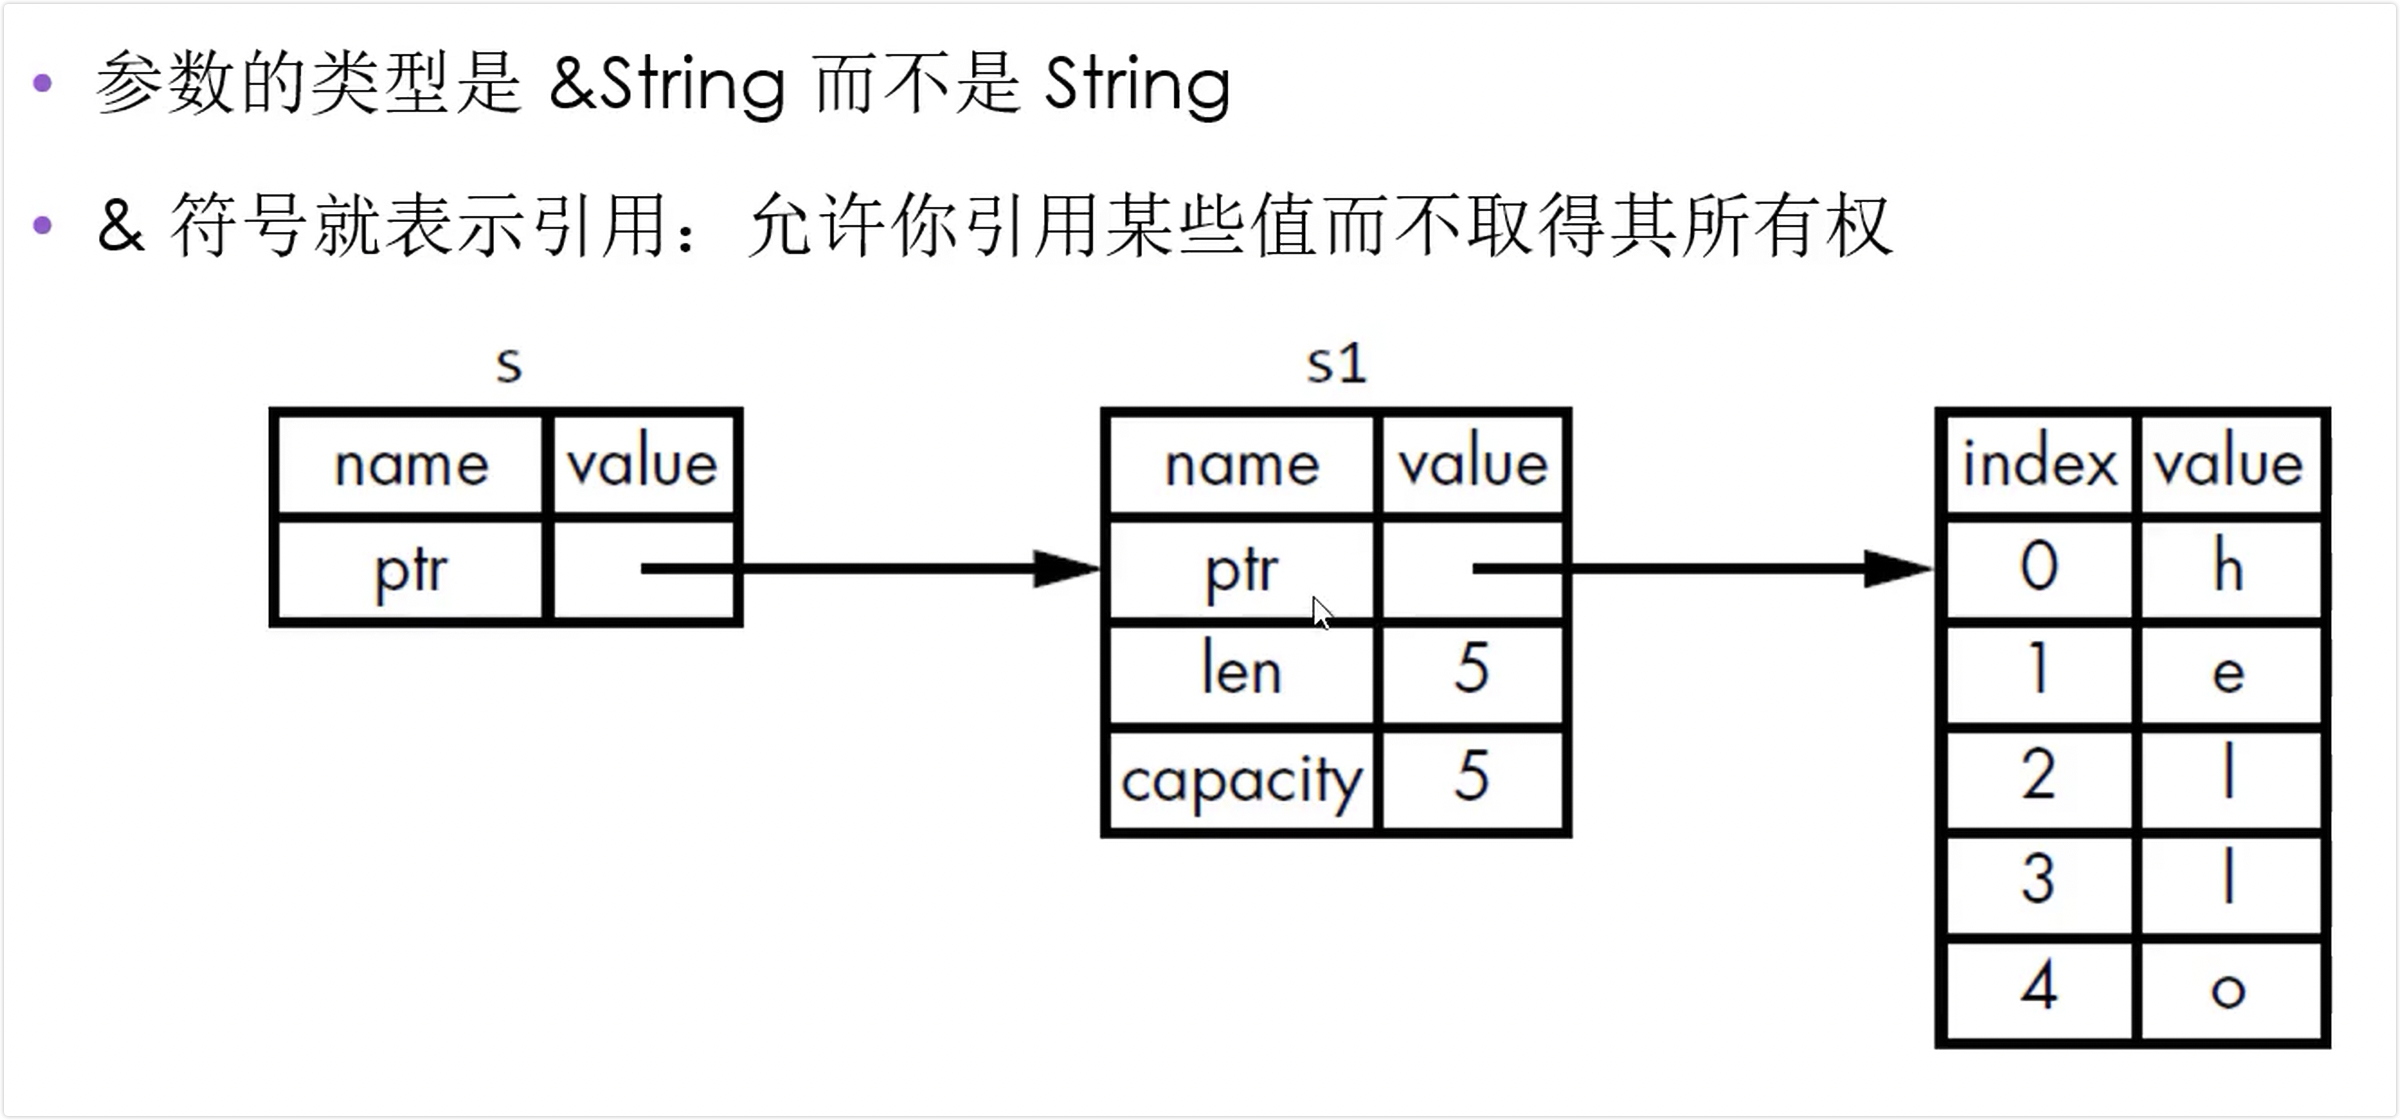 参数的类型是 &String 而不是 String
& 符号就表示引用：允许你引用某些值而不取得其所有权
s
name value
ptr
s1
name value
ptr
len 5
capacity 5
index value
0 h
1 e
2 l
3 l
4 o